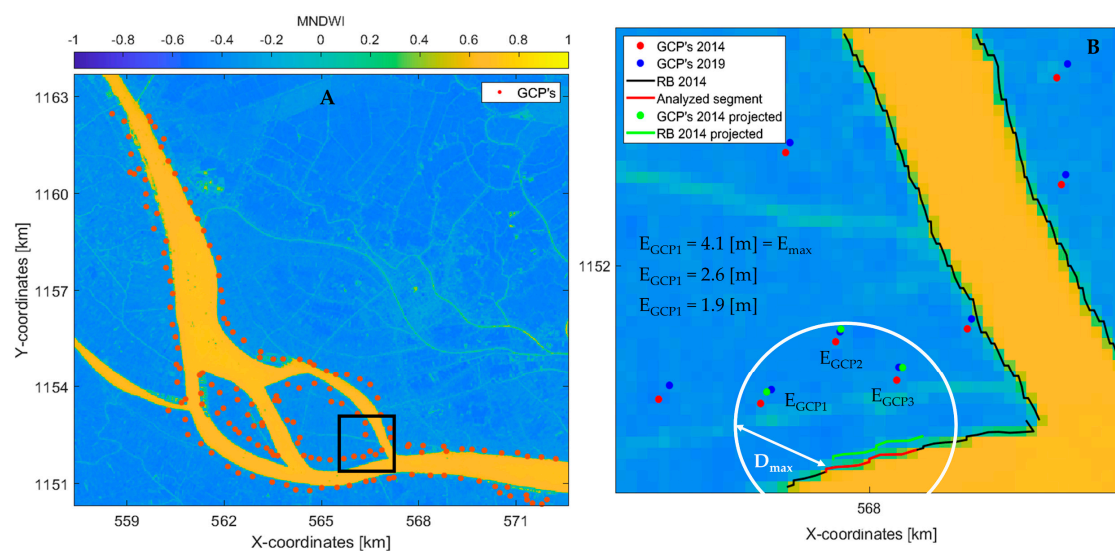 MNDWI
-1 -0.8 -0.6 -0.4 -0.2 0 0.2 0.4 0.6 0.8 1
A
GCP's
1163
1160
1157
1154
1151
Y-coordinates [km]
559 562 565 568 571
X-coordinates [km]
B
GCP's 2014
GCP's 2019
RB 2014
Analyzed segment
GCP's 2014 projected
RB 2014 projected
E_GCP1 = 4.1 [m] = E_max
E_GCP1 = 2.6 [m]
E_GCP1 = 1.9 [m]
1152
E_GCP2
E_GCP3
E_GCP1
D_max
568
X-coordinates [km]